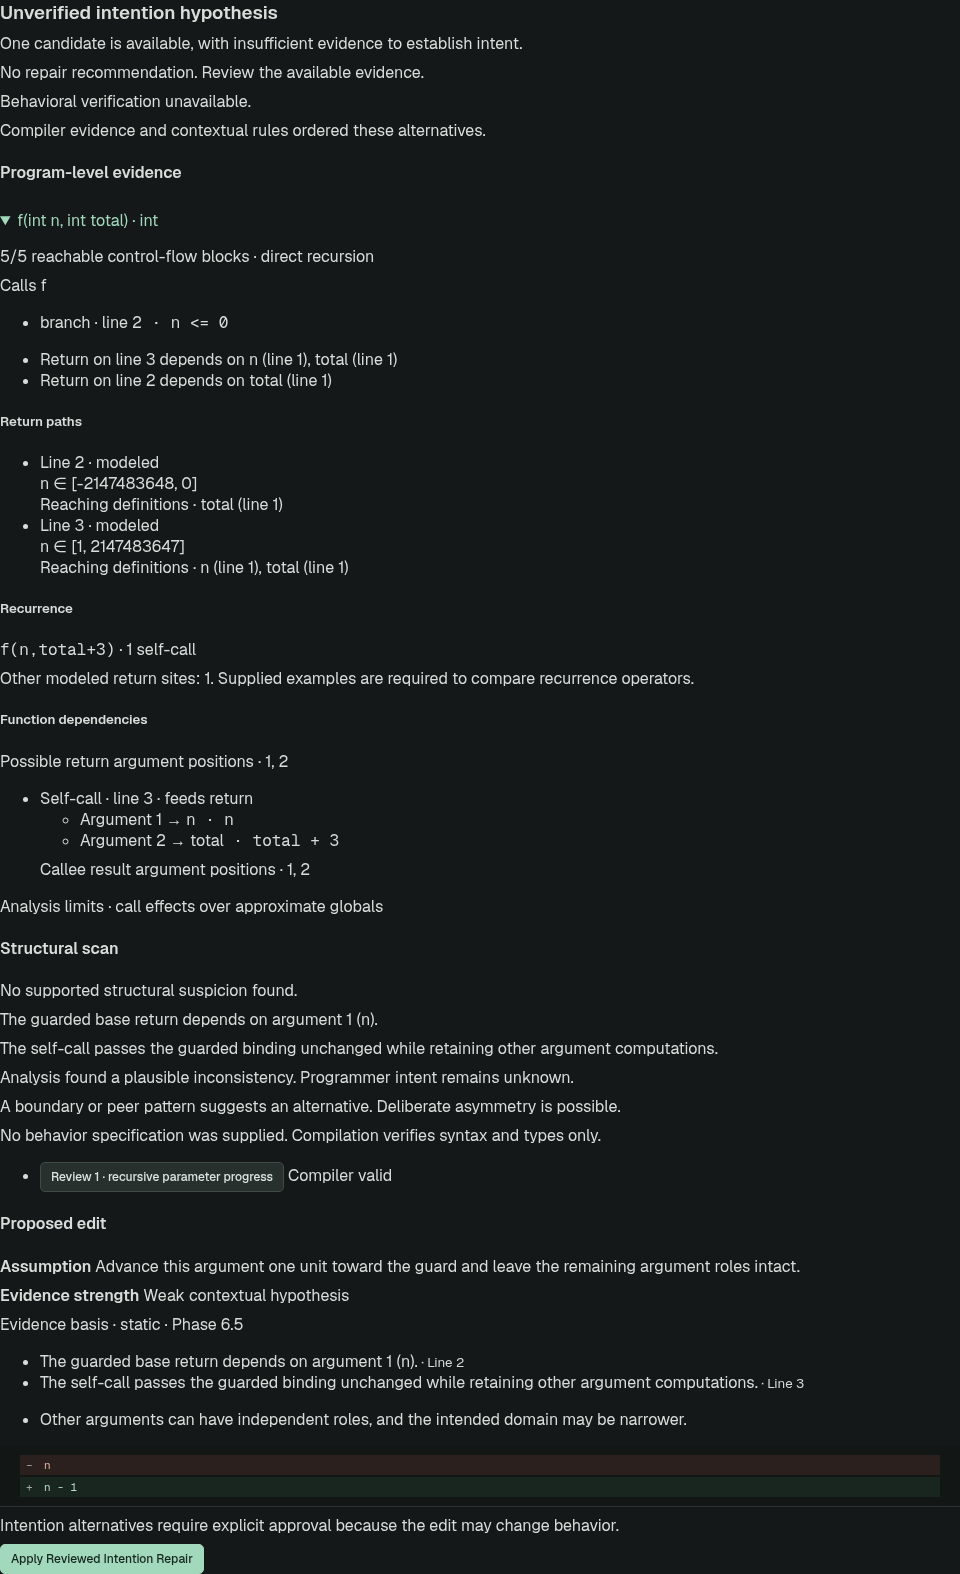 Unverified intention hypothesis
One candidate is available, with insufficient evidence to establish intent.
No repair recommendation. Review the available evidence.
Behavioral verification unavailable.
Compiler evidence and contextual rules ordered these alternatives.
Program-level evidence
▼ f(int n, int total) · int
5/5 reachable control-flow blocks · direct recursion
Calls f
• branch · line 2 · n <= 0
• Return on line 3 depends on n (line 1), total (line 1)
• Return on line 2 depends on total (line 1)
Return paths
• Line 2 · modeled
n ∈ [-2147483648, 0]
Reaching definitions · total (line 1)
• Line 3 · modeled
n ∈ [1, 2147483647]
Reaching definitions · n (line 1), total (line 1)
Recurrence
f(n,total+3) · 1 self-call
Other modeled return sites: 1. Supplied examples are required to compare recurrence operators.
Function dependencies
Possible return argument positions · 1, 2
• Self-call · line 3 · feeds return
◦ Argument 1 → n · n
◦ Argument 2 → total · total + 3
Callee result argument positions · 1, 2
Analysis limits · call effects over approximate globals
Structural scan
No supported structural suspicion found.
The guarded base return depends on argument 1 (n).
The self-call passes the guarded binding unchanged while retaining other argument computations.
Analysis found a plausible inconsistency. Programmer intent remains unknown.
A boundary or peer pattern suggests an alternative. Deliberate asymmetry is possible.
No behavior specification was supplied. Compilation verifies syntax and types only.
• Review 1 · recursive parameter progress Compiler valid
Proposed edit
Assumption Advance this argument one unit toward the guard and leave the remaining argument roles intact.
Evidence strength Weak contextual hypothesis
Evidence basis · static · Phase 6.5
• The guarded base return depends on argument 1 (n). · Line 2
• The self-call passes the guarded binding unchanged while retaining other argument computations. · Line 3
• Other arguments can have independent roles, and the intended domain may be narrower.
− n
+ n - 1
Intention alternatives require explicit approval because the edit may change behavior.
Apply Reviewed Intention Repair